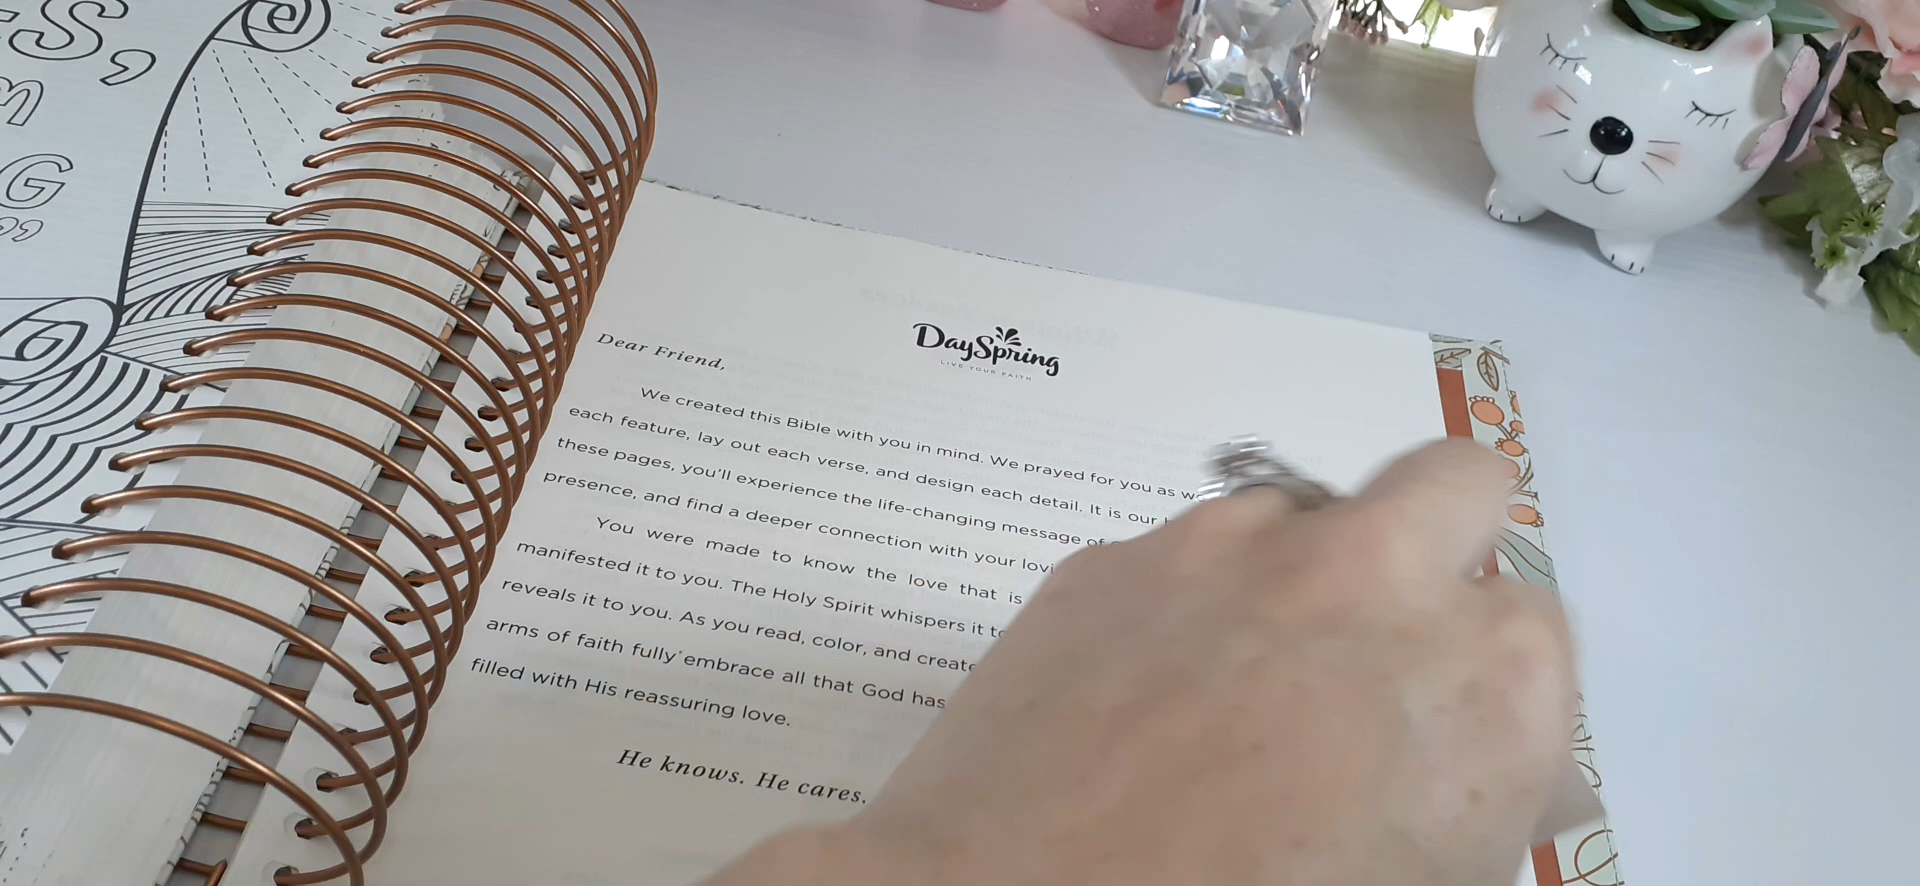 S,
m
G
DaySpring
LIVE YOUR FAITH
Dear Friend,
We created this Bible with you in mind. We prayed for you as we
each feature, lay out each verse, and design each detail. It is our
these pages, you'll experience the life-changing message of
presence, and find a deeper connection with your lovi
You were made to know the love that is
manifested it to you. The Holy Spirit whispers it to
reveals it to you. As you read, color, and create
arms of faith fully embrace all that God has
filled with His reassuring love.
He knows. He cares.